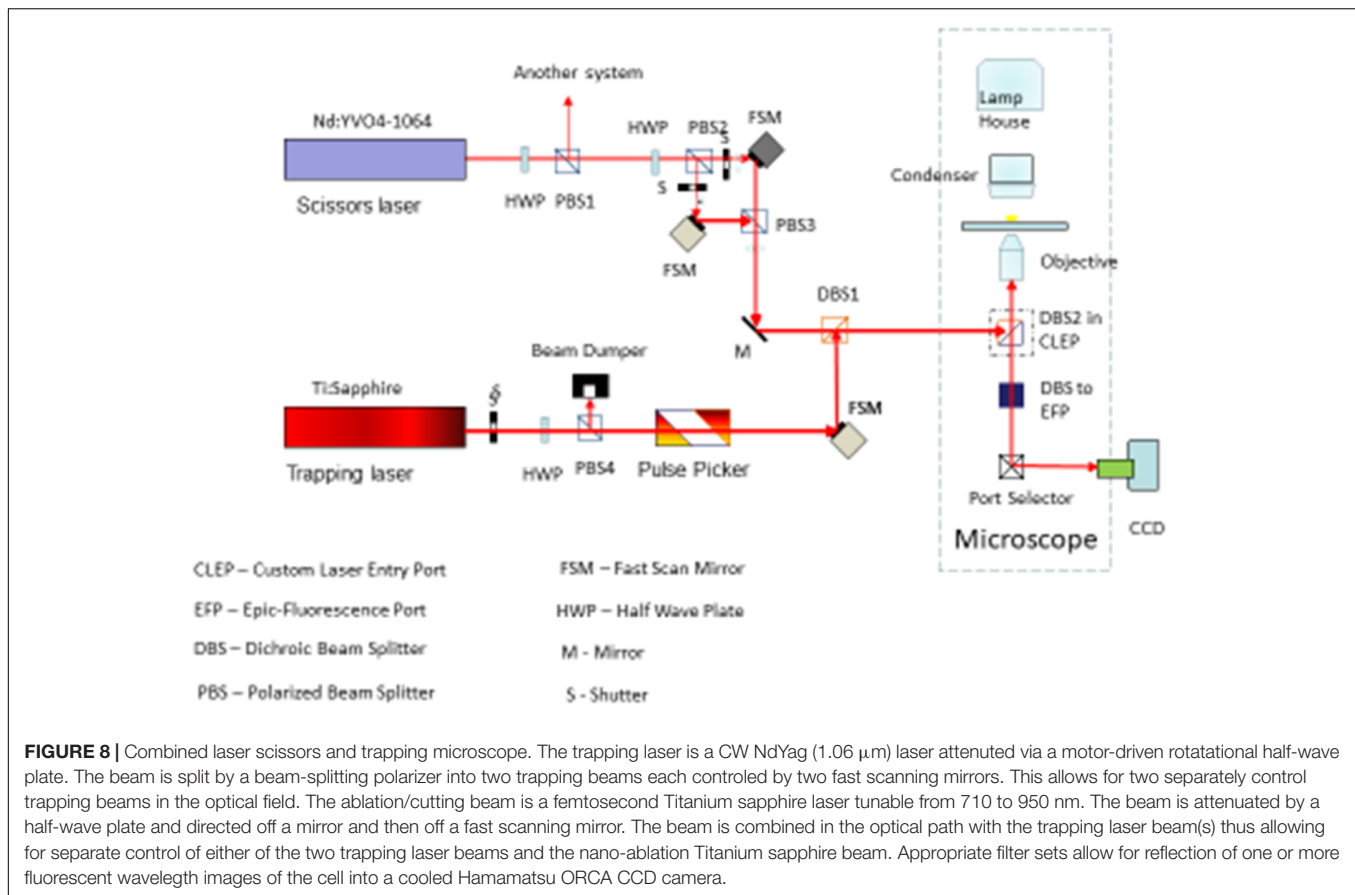 Another system
Nd:YVO4-1064
HWP
PBS2
S
FSM
Lamp
House
Condenser
Scissors laser
HWP PBS1
S
PBS3
FSM
Objective
DBS1
DBS2 in
CLEP
M
Beam Dumper
Ti:Sapphire
S
DBS to
EFP
FSM
Trapping laser
HWP
PBS4
Pulse Picker
Port Selector
CCD
Microscope
CLEP – Custom Laser Entry Port
FSM – Fast Scan Mirror
EFP – Epic-Fluorescence Port
HWP – Half Wave Plate
DBS – Dichroic Beam Splitter
M - Mirror
PBS – Polarized Beam Splitter
S - Shutter
FIGURE 8 | Combined laser scissors and trapping microscope. The trapping laser is a CW NdYag (1.06 μm) laser attenuted via a motor-driven rotatational half-wave
plate. The beam is split by a beam-splitting polarizer into two trapping beams each controled by two fast scanning mirrors. This allows for two separately control
trapping beams in the optical field. The ablation/cutting beam is a femtosecond Titanium sapphire laser tunable from 710 to 950 nm. The beam is attenuated by a
half-wave plate and directed off a mirror and then off a fast scanning mirror. The beam is combined in the optical path with the trapping laser beam(s) thus allowing
for separate control of either of the two trapping laser beams and the nano-ablation Titanium sapphire beam. Appropriate filter sets allow for reflection of one or more
fluorescent wavelegth images of the cell into a cooled Hamamatsu ORCA CCD camera.